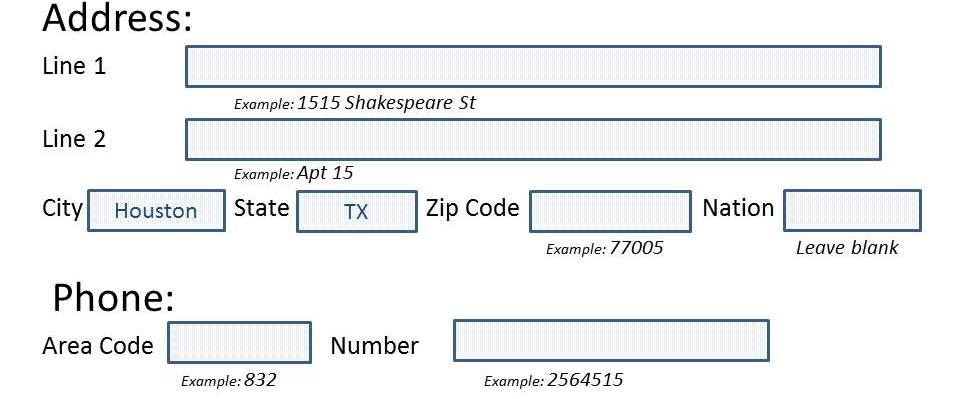 Address:
Line 1
Example: 1515 Shakespeare St
Line 2
Example: Apt 15
City Houston State TX Zip Code Nation
Example: 77005 Leave blank
Phone:
Area Code Number
Example: 832 Example: 2564515